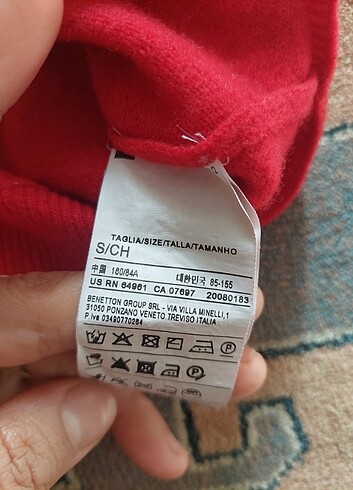 TAGLIA/SIZE/TALLA/TAMANHO
S/CH
中国 160/84A 대한민국 85-155
US RN 64961 CA 07697 20080183
BENETTON GROUP SRL - VIA VILLA MINELLI,1
31050 PONZANO VENETO TREVISO ITALIA
P.iva 03490770264
P